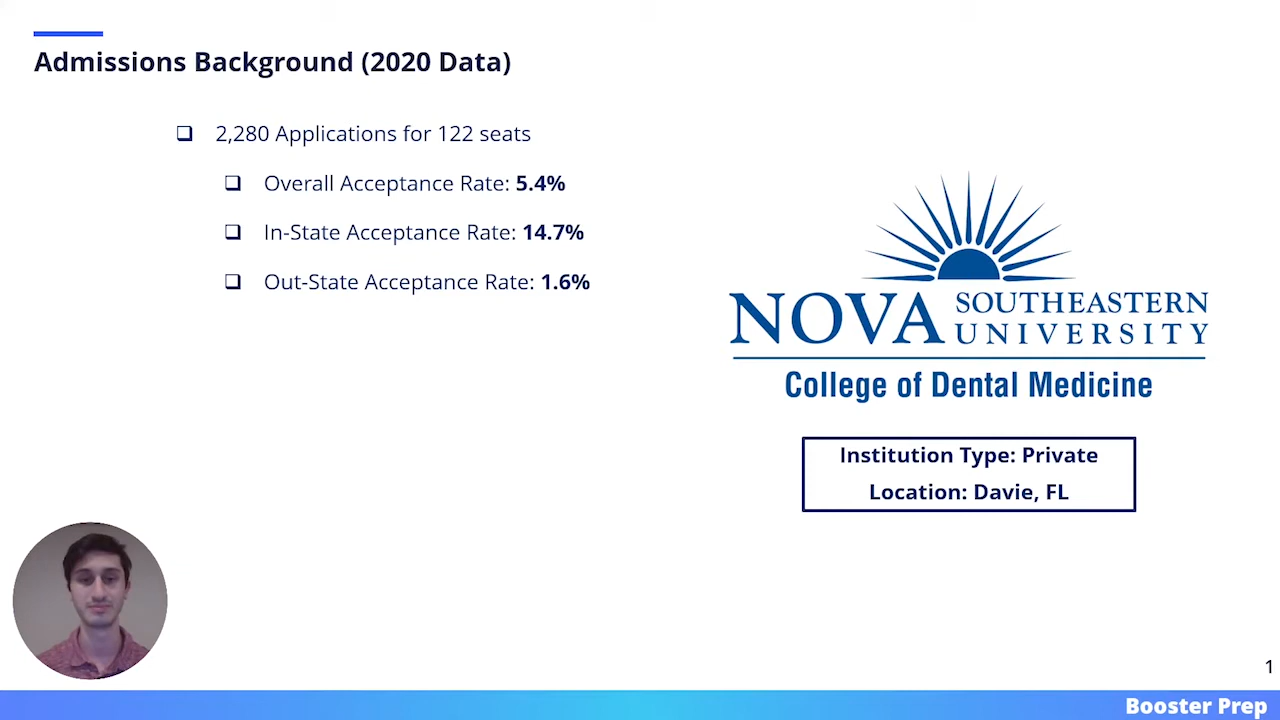 Admissions Background (2020 Data)
2,280 Applications for 122 seats
Overall Acceptance Rate: 5.4%
In-State Acceptance Rate: 14.7%
Out-State Acceptance Rate: 1.6%
NOVA SOUTHEASTERN
UNIVERSITY
College of Dental Medicine
Institution Type: Private
Location: Davie, FL
1
Booster Prep